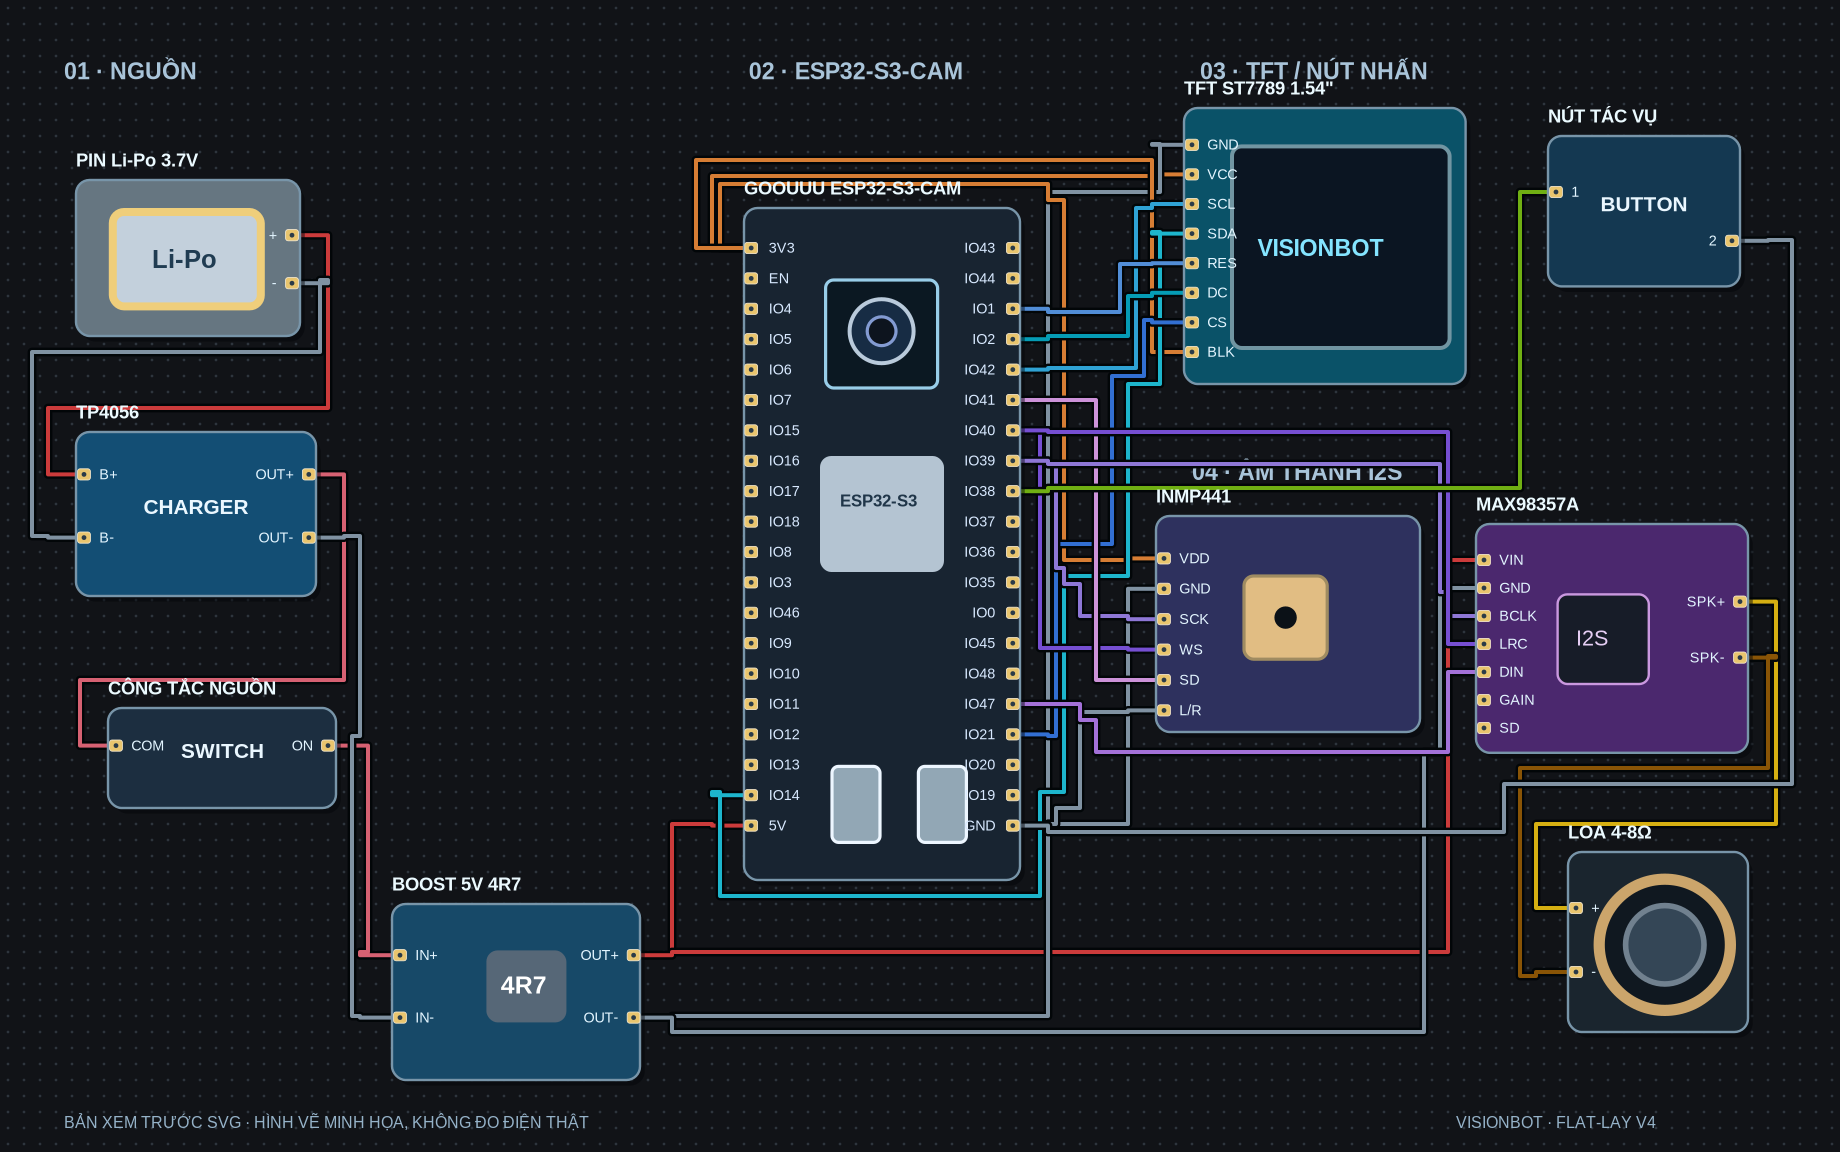 01 · NGUỒN
02 · ESP32-S3-CAM
03 · TFT / NÚT NHẤN
TFT ST7789 1.54"
NÚT TÁC VỤ
PIN Li-Po 3.7V
Li-Po
+
-
TP4056
B+
B-
CHARGER
OUT+
OUT-
CÔNG TẮC NGUỒN
COM
SWITCH
ON
BOOST 5V 4R7
IN+
IN-
4R7
OUT+
OUT-
GOOUUU ESP32-S3-CAM
3V3
EN
IO4
IO5
IO6
IO7
IO15
IO16
IO17
IO18
IO8
IO3
IO46
IO9
IO10
IO11
IO12
IO13
IO14
5V
ESP32-S3
IO43
IO44
IO1
IO2
IO42
IO41
IO40
IO39
IO38
IO37
IO36
IO35
IO0
IO45
IO48
IO47
IO21
IO20
IO19
GND
GND
VCC
SCL
SDA
RES
DC
CS
BLK
VISIONBOT
1
BUTTON
2
04 · ÂM THANH I2S
INMP441
VDD
GND
SCK
WS
SD
L/R
MAX98357A
VIN
GND
BCLK
LRC
DIN
GAIN
SD
I2S
SPK+
SPK-
LOA 4-8Ω
+
-
BẢN XEM TRƯỚC SVG · HÌNH VẼ MINH HỌA, KHÔNG ĐO ĐIỆN THẬT
VISIONBOT · FLAT-LAY V4